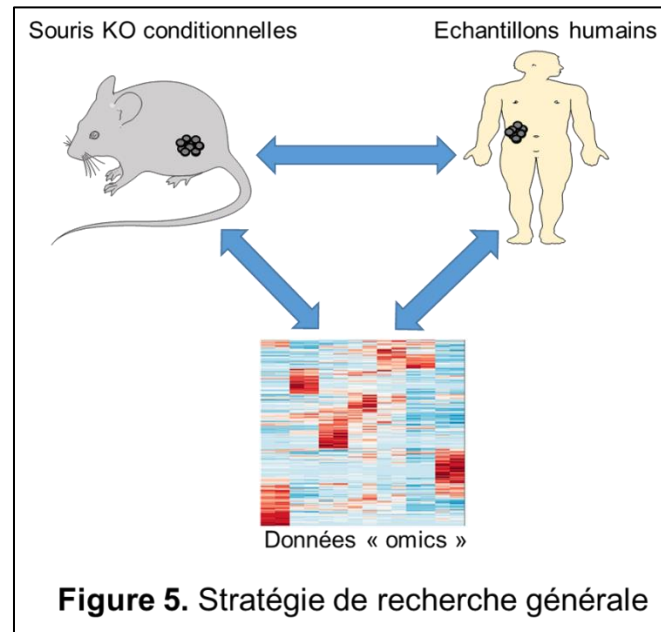 Souris KO conditionnelles
Echantillons humains
Données « omics »
Figure 5. Stratégie de recherche générale